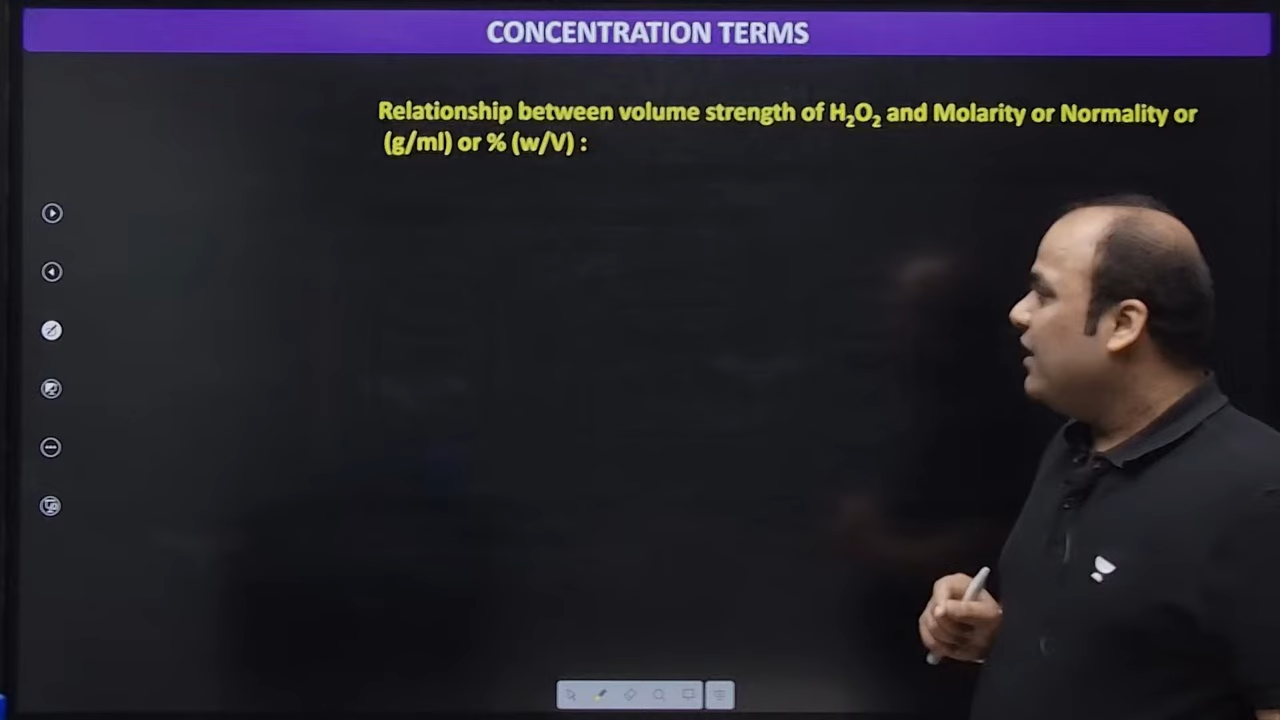 CONCENTRATION TERMS
Relationship between volume strength of H₂O₂ and Molarity or Normality or
(g/ml) or % (w/V) :